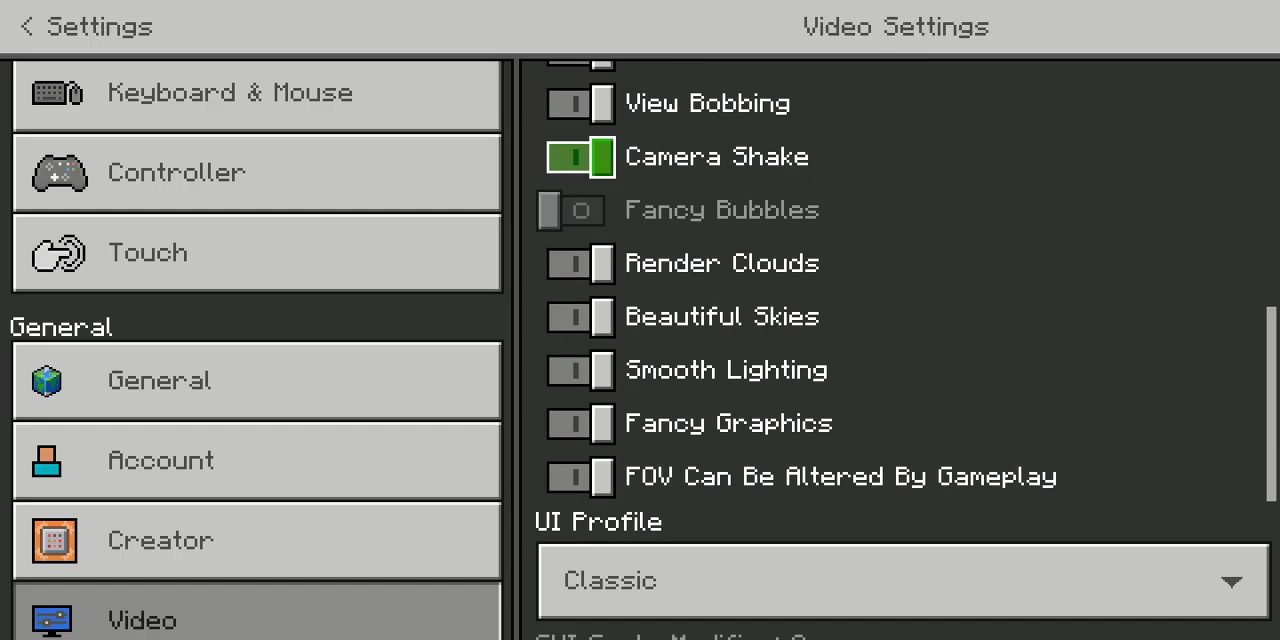 Settings
Video Settings
Keyboard & Mouse
Controller
Touch
General
General
Account
Creator
Video
View Bobbing
Camera Shake
Fancy Bubbles
Render Clouds
Beautiful Skies
Smooth Lighting
Fancy Graphics
FOV Can Be Altered By Gameplay
UI Profile
Classic